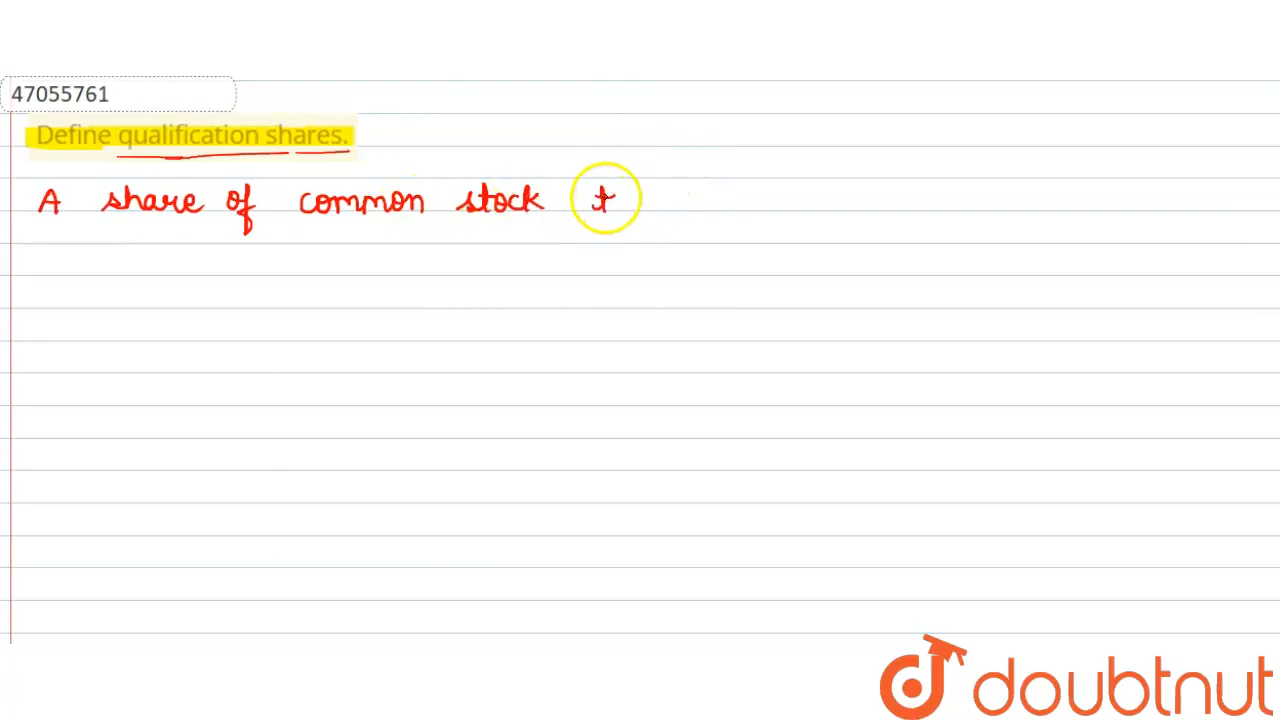 47055761
Define qualification shares.
A share of common stock t
doubtnut